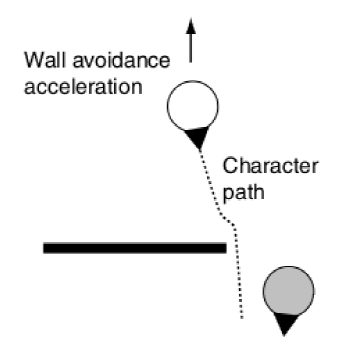 Wall avoidance
acceleration
Character
path